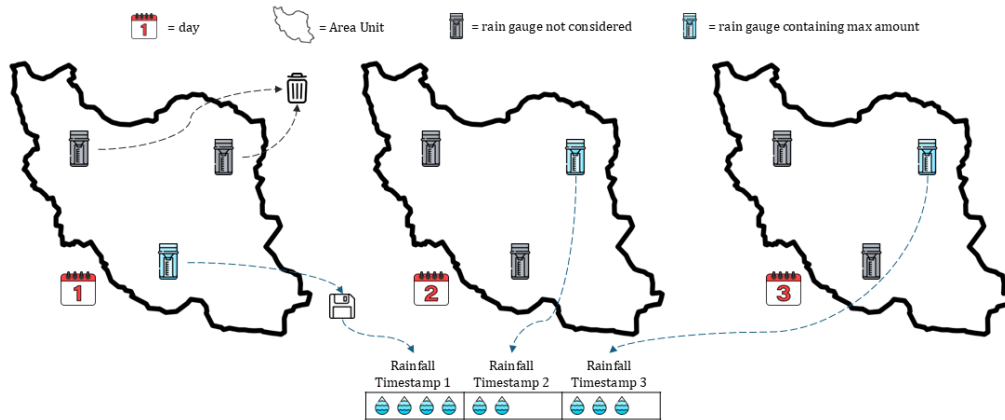 1 = day
= Area Unit
= rain gauge not considered
= rain gauge containing max amount
1
2
3
Rainfall
Timestamp 1
Rainfall
Timestamp 2
Rainfall
Timestamp 3